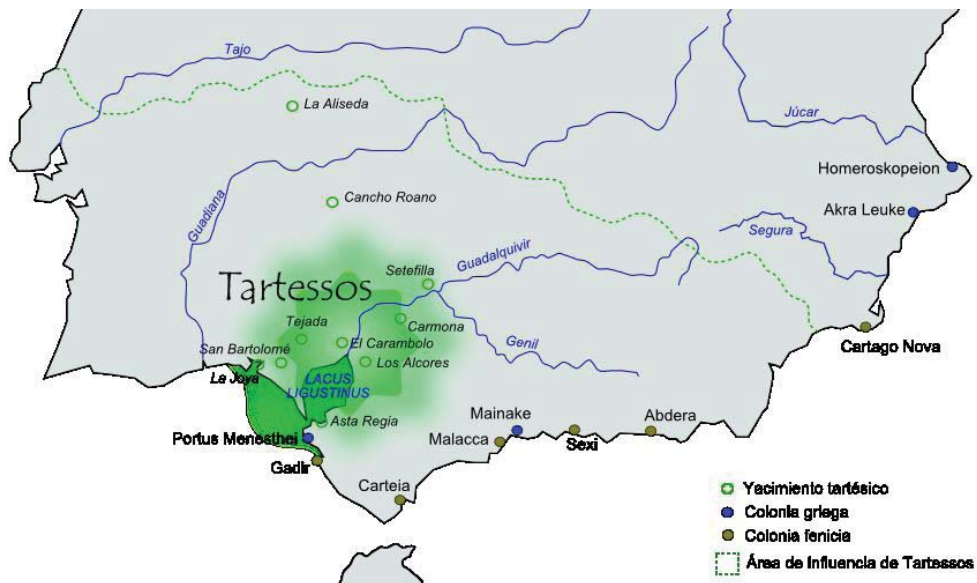 Tajo
La Aliseda
Júcar
Homeroskopeion
Cancho Roano
Akra Leuke
Guadiana
Segura
Guadalquivir
Setefilla
Tartessos
Tejada
Carmona
San Bartolomé
El Carambolo
Genil
Cartago Nova
La Joya
Los Alcores
LACUS
LIGUSTINUS
Asta Regia
Mainake
Abdera
Portus Menesthei
Malacca
Sexi
Gadir
Carteia
Yacimiento tartésico
Colonia griega
Colonia fenicia
Área de Influencia de Tartessos